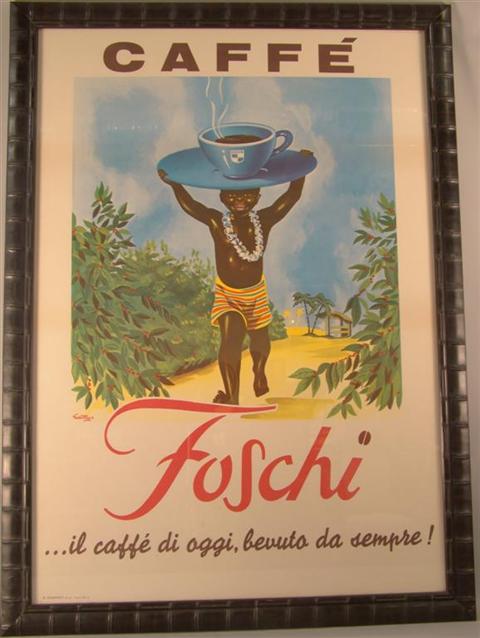 CAFFÉ
Foschi
...il caffé di oggi, bevuto da sempre!